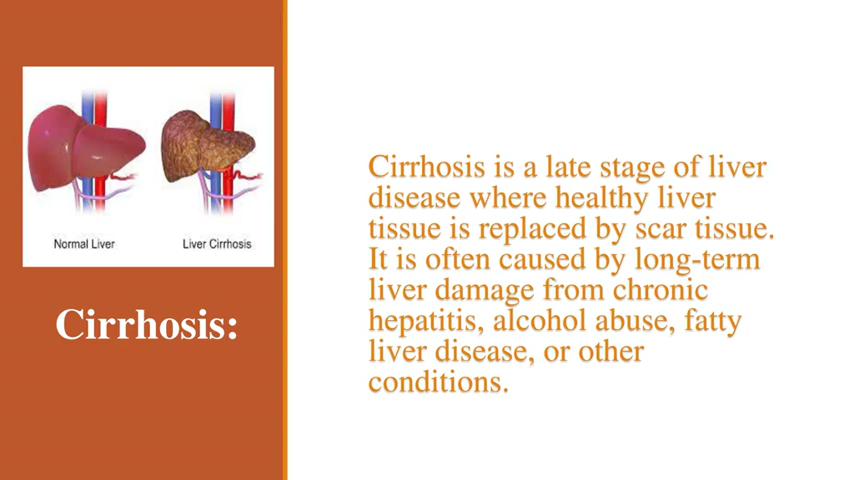 Normal Liver
Liver Cirrhosis
Cirrhosis:
Cirrhosis is a late stage of liver
disease where healthy liver
tissue is replaced by scar tissue.
It is often caused by long-term
liver damage from chronic
hepatitis, alcohol abuse, fatty
liver disease, or other
conditions.